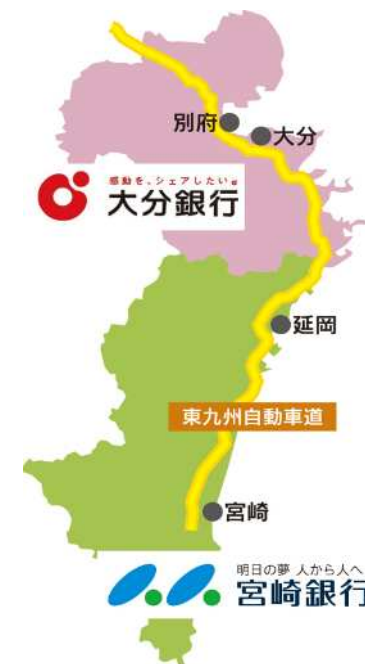 別府
大分
感動を、シェアしたい。
大分銀行
延岡
東九州自動車道
宮崎
明日の夢 人から人へ
宮崎銀行